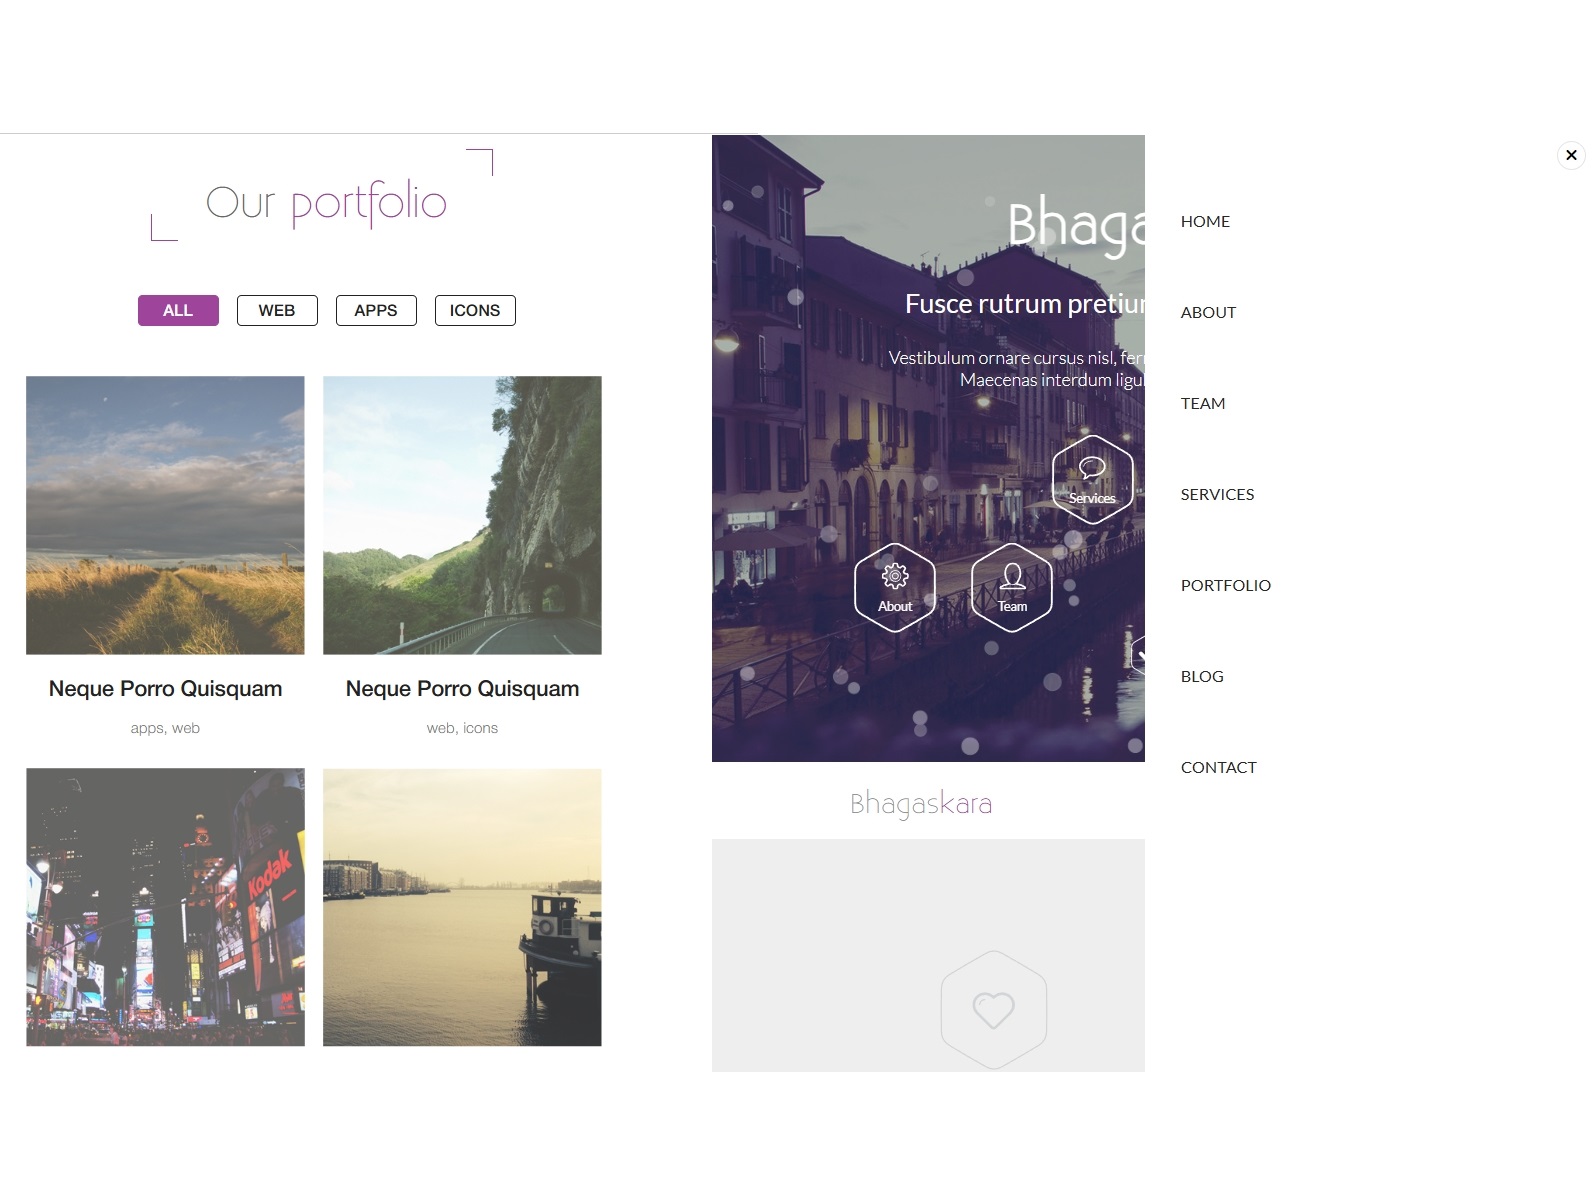 Our portfolio
ALL
WEB
APPS
ICONS
Neque Porro Quisquam
apps, web
Neque Porro Quisquam
web, icons
Kodak
Bhaga
Fusce rutrum pretiu
Vestibulum ornare cursus nisl, fer
Maecenas interdum ligu
Services
About
Team
Bhagaskara
HOME
ABOUT
TEAM
SERVICES
PORTFOLIO
BLOG
CONTACT